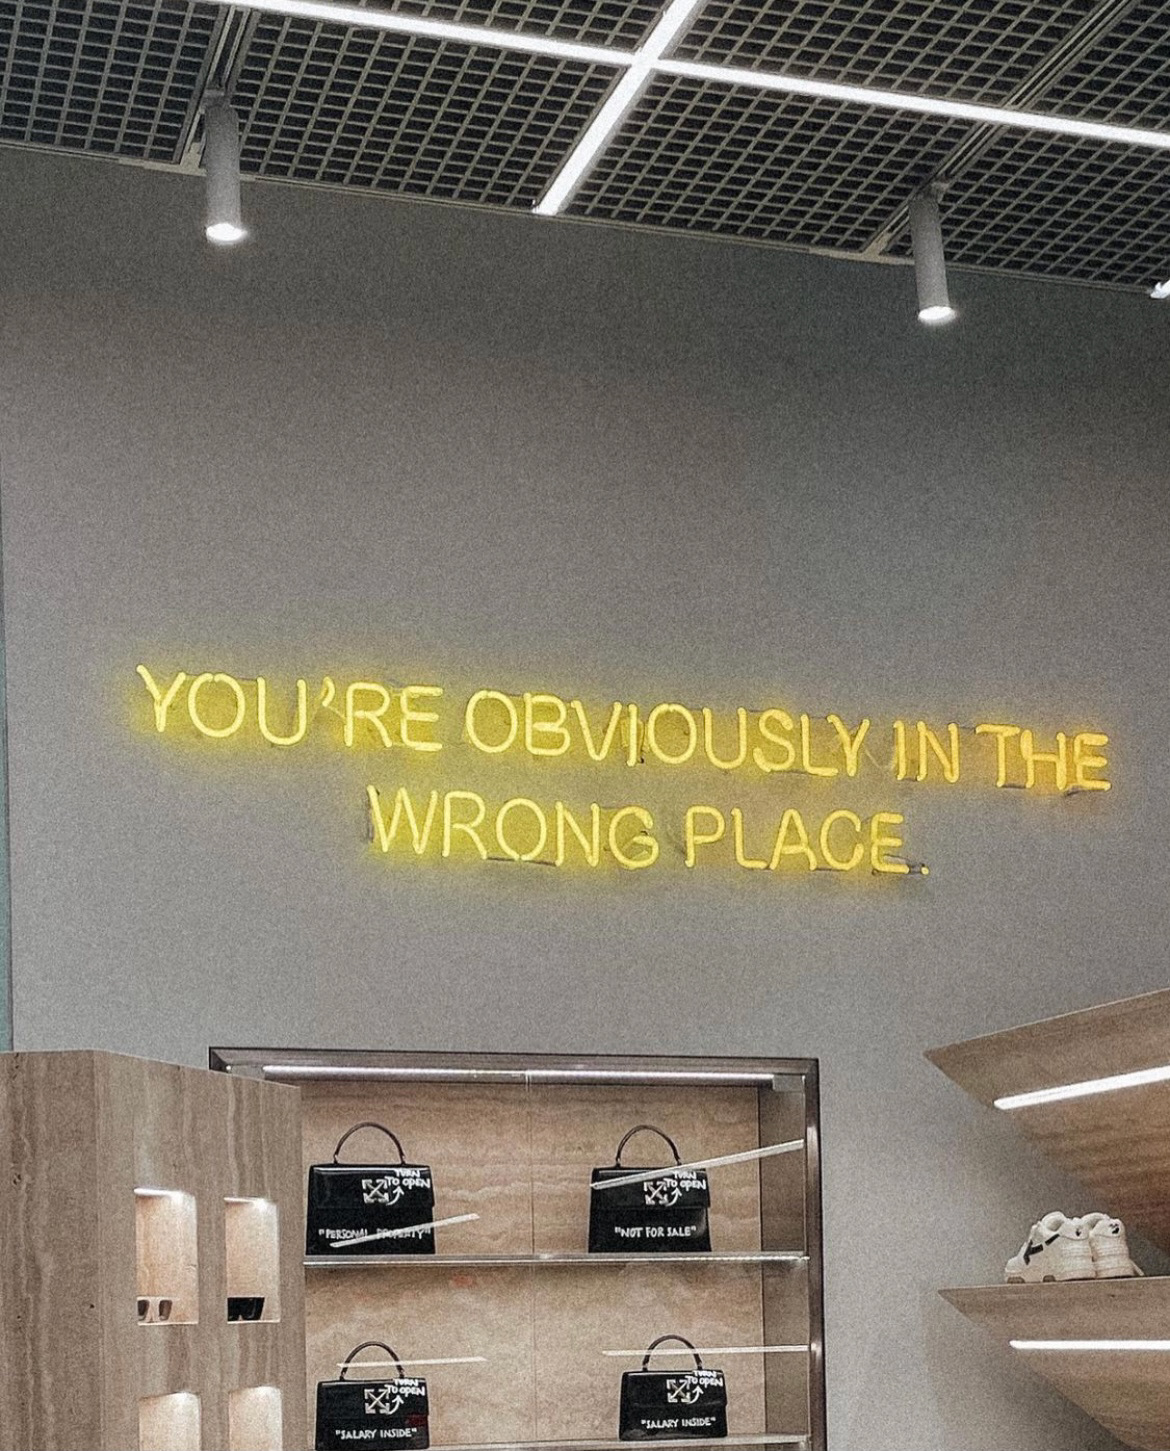 YOU'RE OBVIOUSLY IN THE
WRONG PLACE.
TURN
TO OPEN
"PERSONAL PROPERTY"
TURN
TO OPEN
"NOT FOR SALE"
TURN
TO OPEN
"SALARY INSIDE"
TURN
TO OPEN
"SALARY INSIDE"